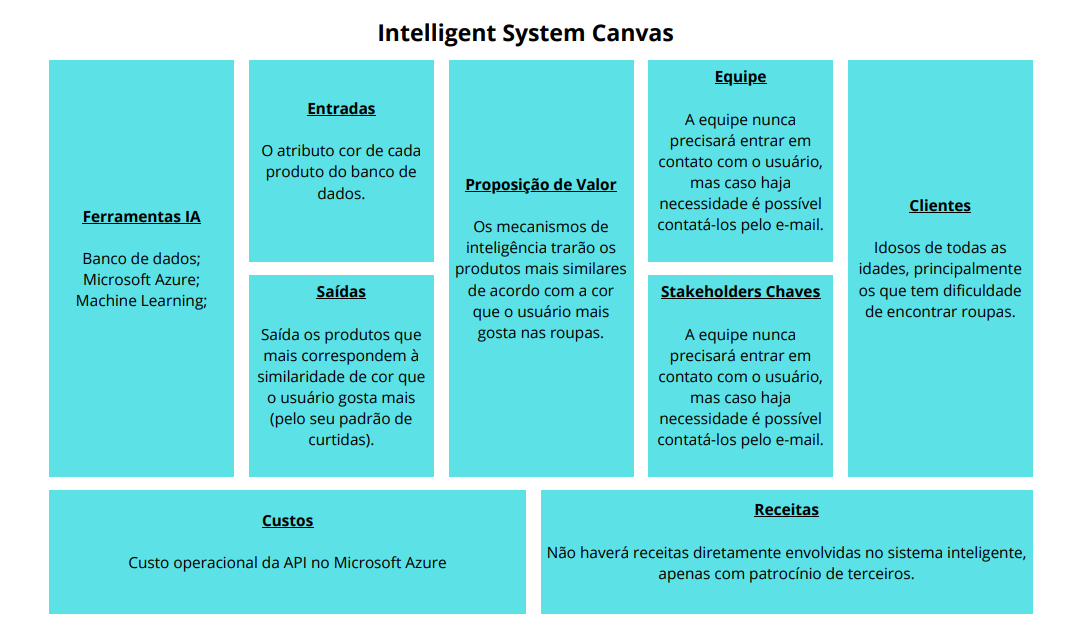 Intelligent System Canvas
Ferramentas IA
Banco de dados;
Microsoft Azure;
Machine Learning;
Entradas
O atributo cor de cada
produto do banco de
dados.
Saídas
Saída os produtos que
mais correspondem à
similaridade de cor que
o usuário gosta mais
(pelo seu padrão de
curtidas).
Proposição de Valor
Os mecanismos de
inteligência trarão os
produtos mais similares
de acordo com a cor
que o usuário mais
gosta nas roupas.
Equipe
A equipe nunca
precisará entrar em
contato com o usuário,
mas caso haja
necessidade é possível
contatá-los pelo e-mail.
Stakeholders Chaves
A equipe nunca
precisará entrar em
contato com o usuário,
mas caso haja
necessidade é possível
contatá-los pelo e-mail.
Clientes
Idosos de todas as
idades, principalmente
os que tem dificuldade
de encontrar roupas.
Custos
Custo operacional da API no Microsoft Azure
Receitas
Não haverá receitas diretamente envolvidas no sistema inteligente,
apenas com patrocínio de terceiros.